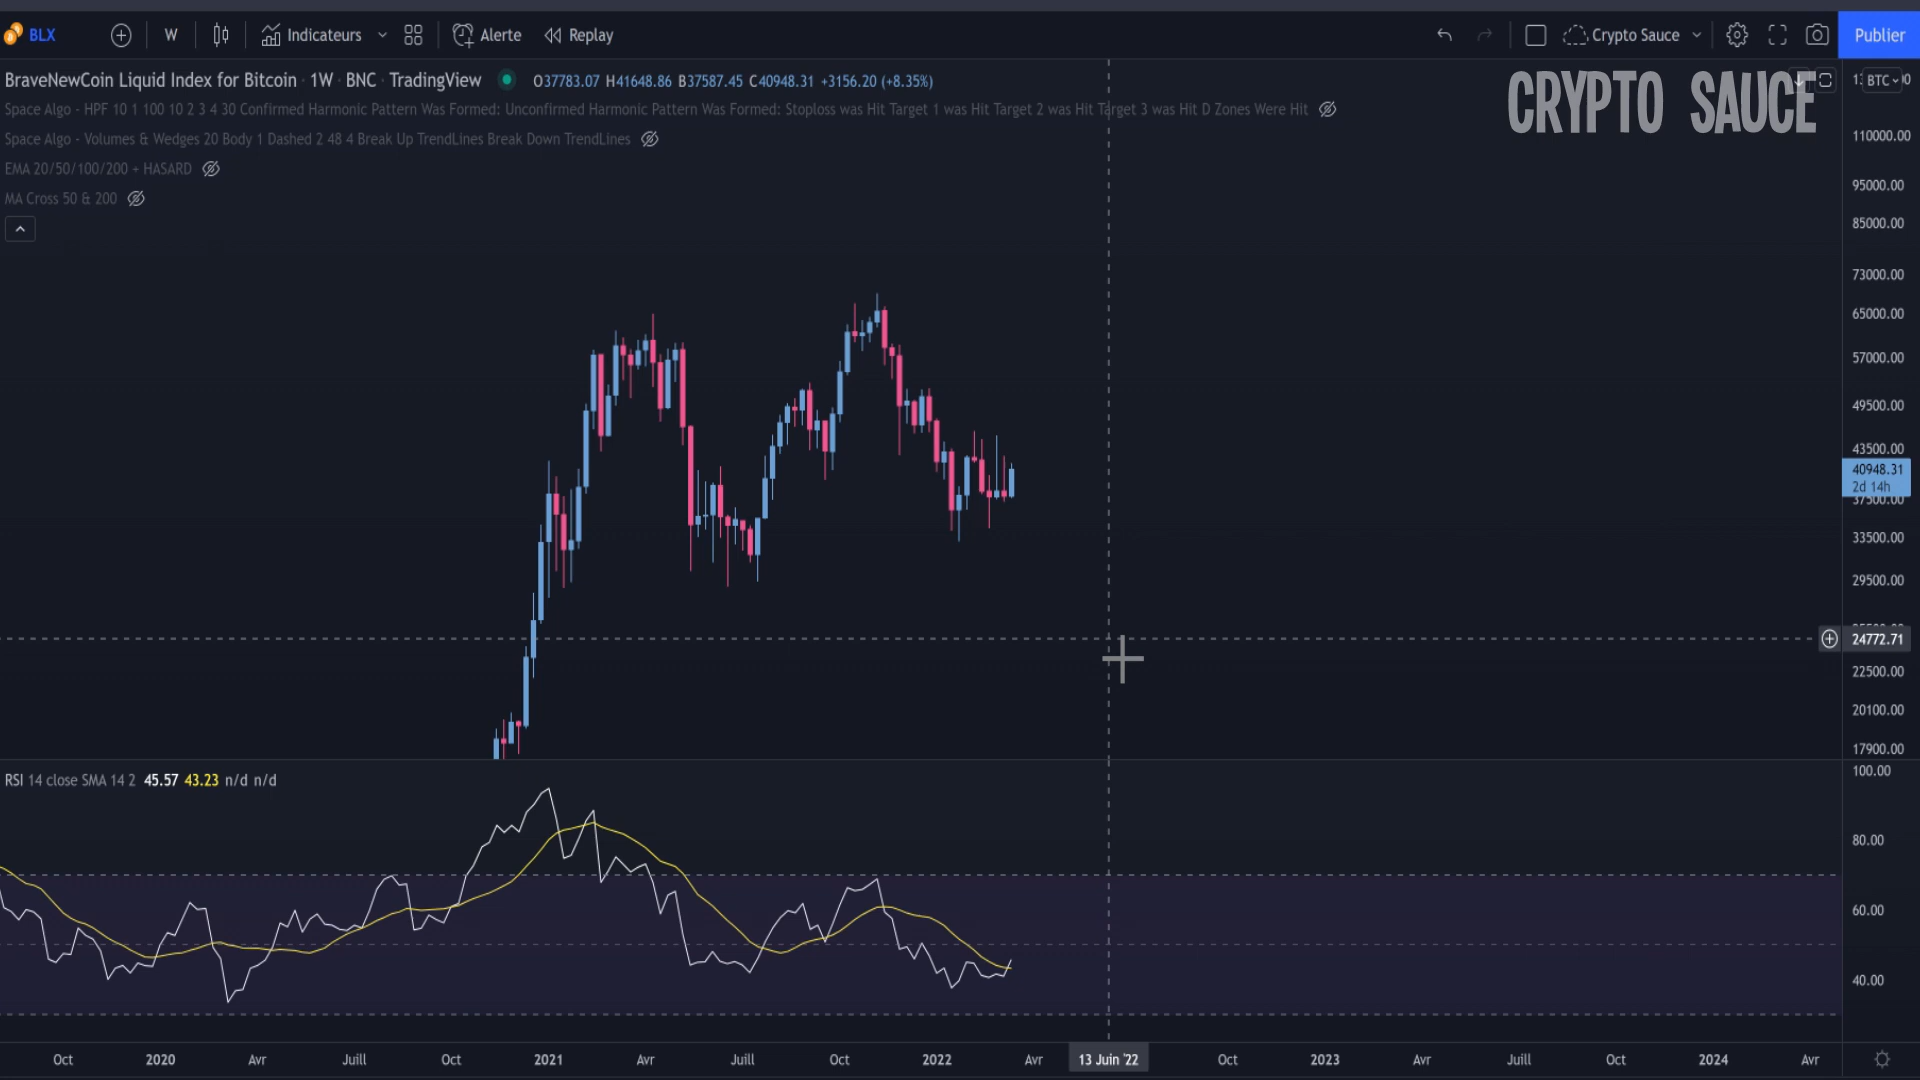 BLX W Indicateurs Alerte Replay Crypto Sauce Publier
BraveNewCoin Liquid Index for Bitcoin · 1W · BNC · TradingView O37783.07 H41648.86 B37587.45 C40948.31 +3156.20 (+8.35%)
BTC
CRYPTO SAUCE
Space Algo - HPF 10 1 100 10 2 3 4 30 Confirmed Harmonic Pattern Was Formed: Unconfirmed Harmonic Pattern Was Formed: Stoploss was Hit Target 1 was Hit Target 2 was Hit Target 3 was Hit D Zones Were Hit
Space Algo - Volumes & Wedges 20 Body 1 Dashed 2 48 4 Break Up TrendLines Break Down TrendLines
EMA 20/50/100/200 + HASARD
MA Cross 50 & 200
110000.00
95000.00
85000.00
73000.00
65000.00
57000.00
49500.00
43500.00
40948.31
2d 14h
37500.00
33500.00
29500.00
24772.71
22500.00
20100.00
17900.00
RSI 14 close SMA 14 2 45.57 43.23 n/d n/d
100.00
80.00
60.00
40.00
Oct 2020 Avr Juill Oct 2021 Avr Juill Oct 2022 Avr 13 Juin '22 Oct 2023 Avr Juill Oct 2024 Avr